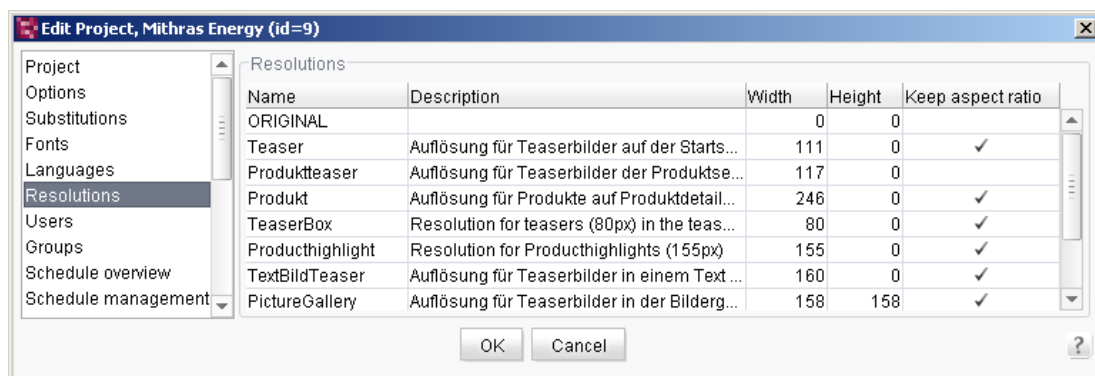 Edit Project, Mithras Energy (id=9)
Project
Options
Substitutions
Fonts
Languages
Resolutions
Users
Groups
Schedule overview
Schedule management
Resolutions
Name Description Width Height Keep aspect ratio
ORIGINAL 0 0
Teaser Auflösung für Teaserbilder auf der Starts... 111 0 ✓
Produktteaser Auflösung für Teaserbilder der Produktse... 117 0 ✓
Produkt Auflösung für Produkte auf Produktdetail... 246 0 ✓
TeaserBox Resolution for teasers (80px) in the teas... 80 0 ✓
Producthighlight Resolution for Producthighlights (155px) 155 0 ✓
TextBildTeaser Auflösung für Teaserbilder in einem Text ... 160 0 ✓
PictureGallery Auflösung für Teaserbilder in der Bilderg... 158 158 ✓
OK Cancel ?